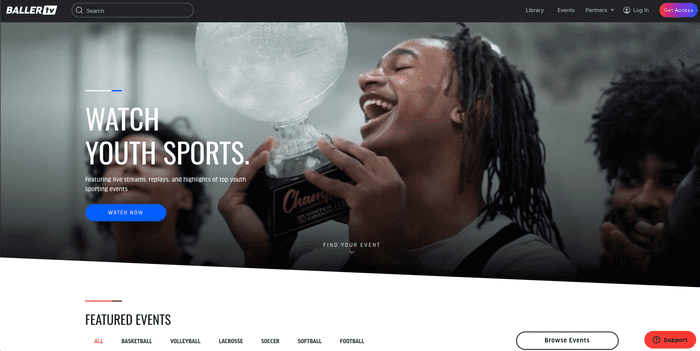 BALLER TV
Search
Library
Events
Partners
Log In
Get Access
WATCH
YOUTH SPORTS.
Featuring live streams, replays, and highlights of top youth
sporting events
WATCH NOW
Champions
FIND YOUR EVENT
FEATURED EVENTS
ALL
BASKETBALL
VOLLEYBALL
LACROSSE
SOCCER
SOFTBALL
FOOTBALL
Browse Events
Support